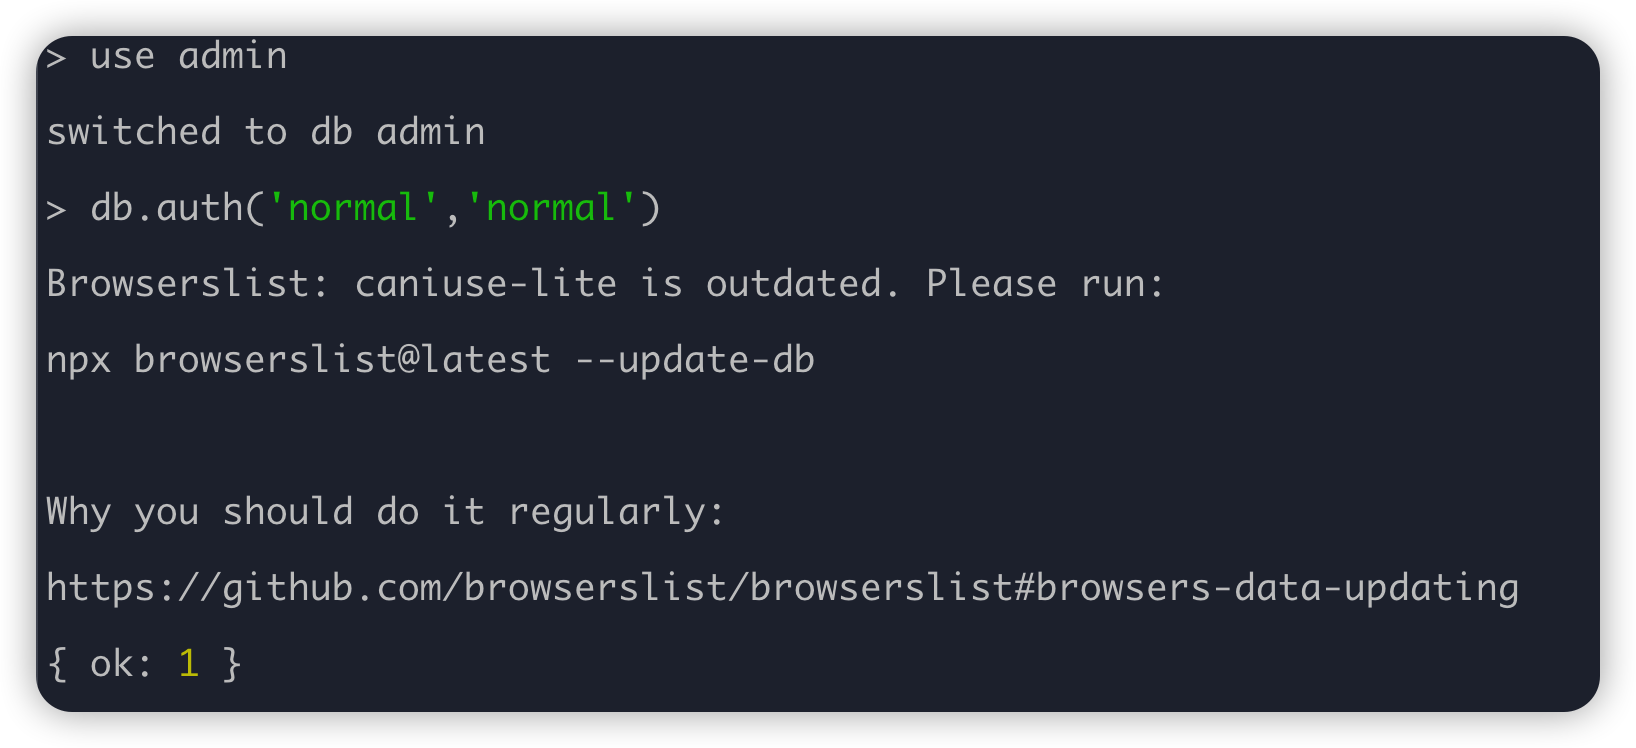 > use admin
switched to db admin
> db.auth('normal','normal')
Browserslist: caniuse-lite is outdated. Please run:
npx browserslist@latest --update-db
Why you should do it regularly:
https://github.com/browserslist/browserslist#browsers-data-updating
{ ok: 1 }